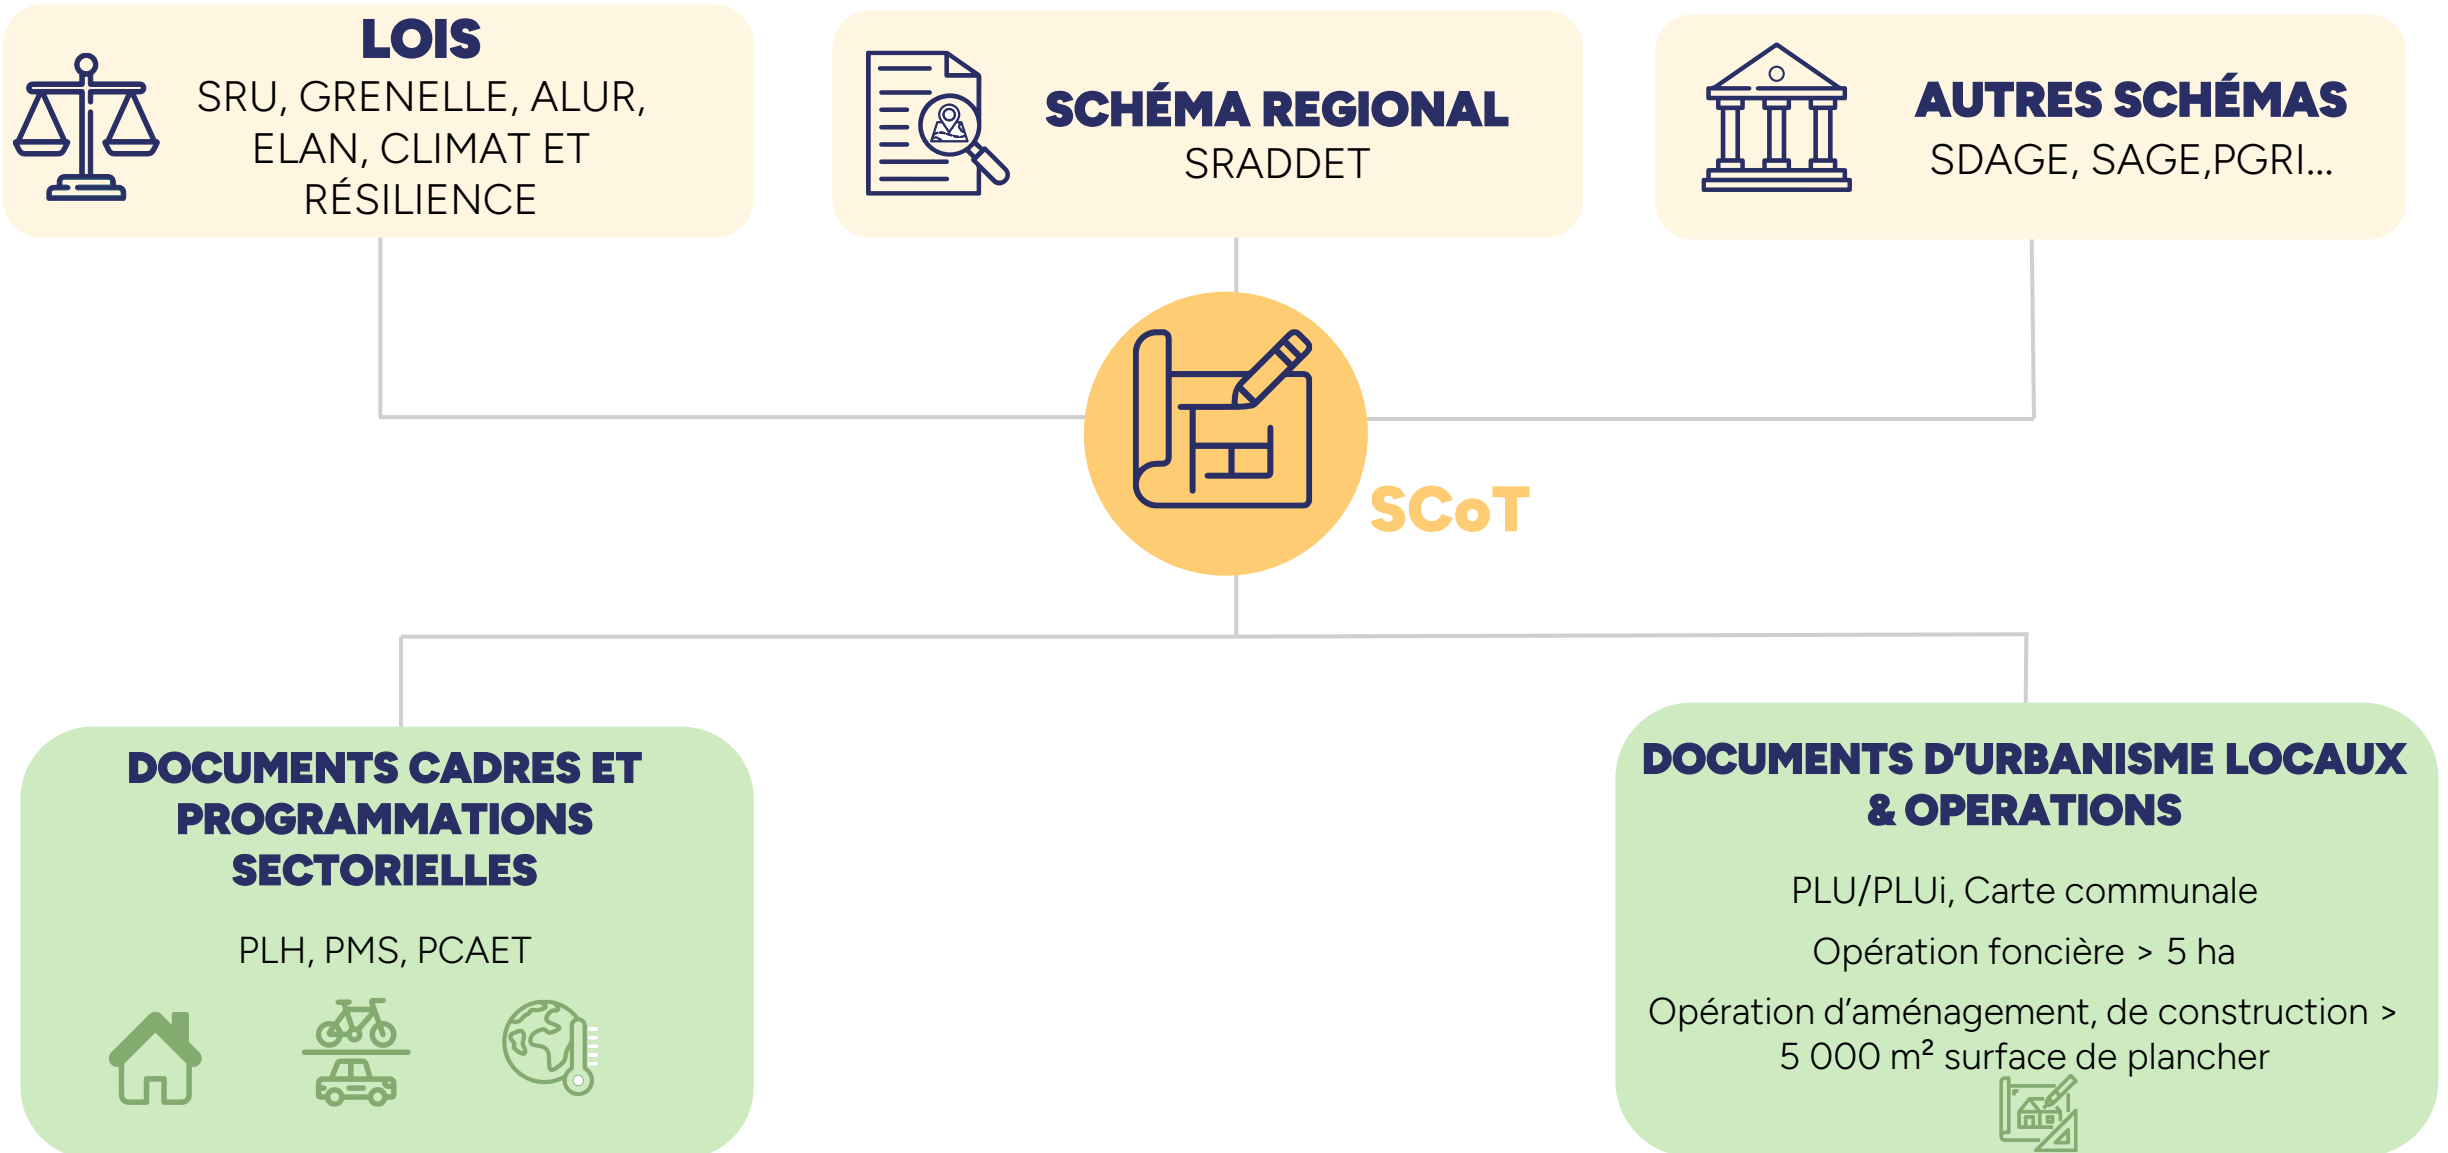 LOIS
SRU, GRENELLE, ALUR,
ELAN, CLIMAT ET
RÉSILIENCE
SCHÉMA REGIONAL
SRADDET
AUTRES SCHÉMAS
SDAGE, SAGE,PGRI...
SCoT
DOCUMENTS CADRES ET
PROGRAMMATIONS
SECTORIELLES
PLH, PMS, PCAET
DOCUMENTS D’URBANISME LOCAUX
& OPERATIONS
PLU/PLUi, Carte communale
Opération foncière > 5 ha
Opération d’aménagement, de construction >
5 000 m² surface de plancher